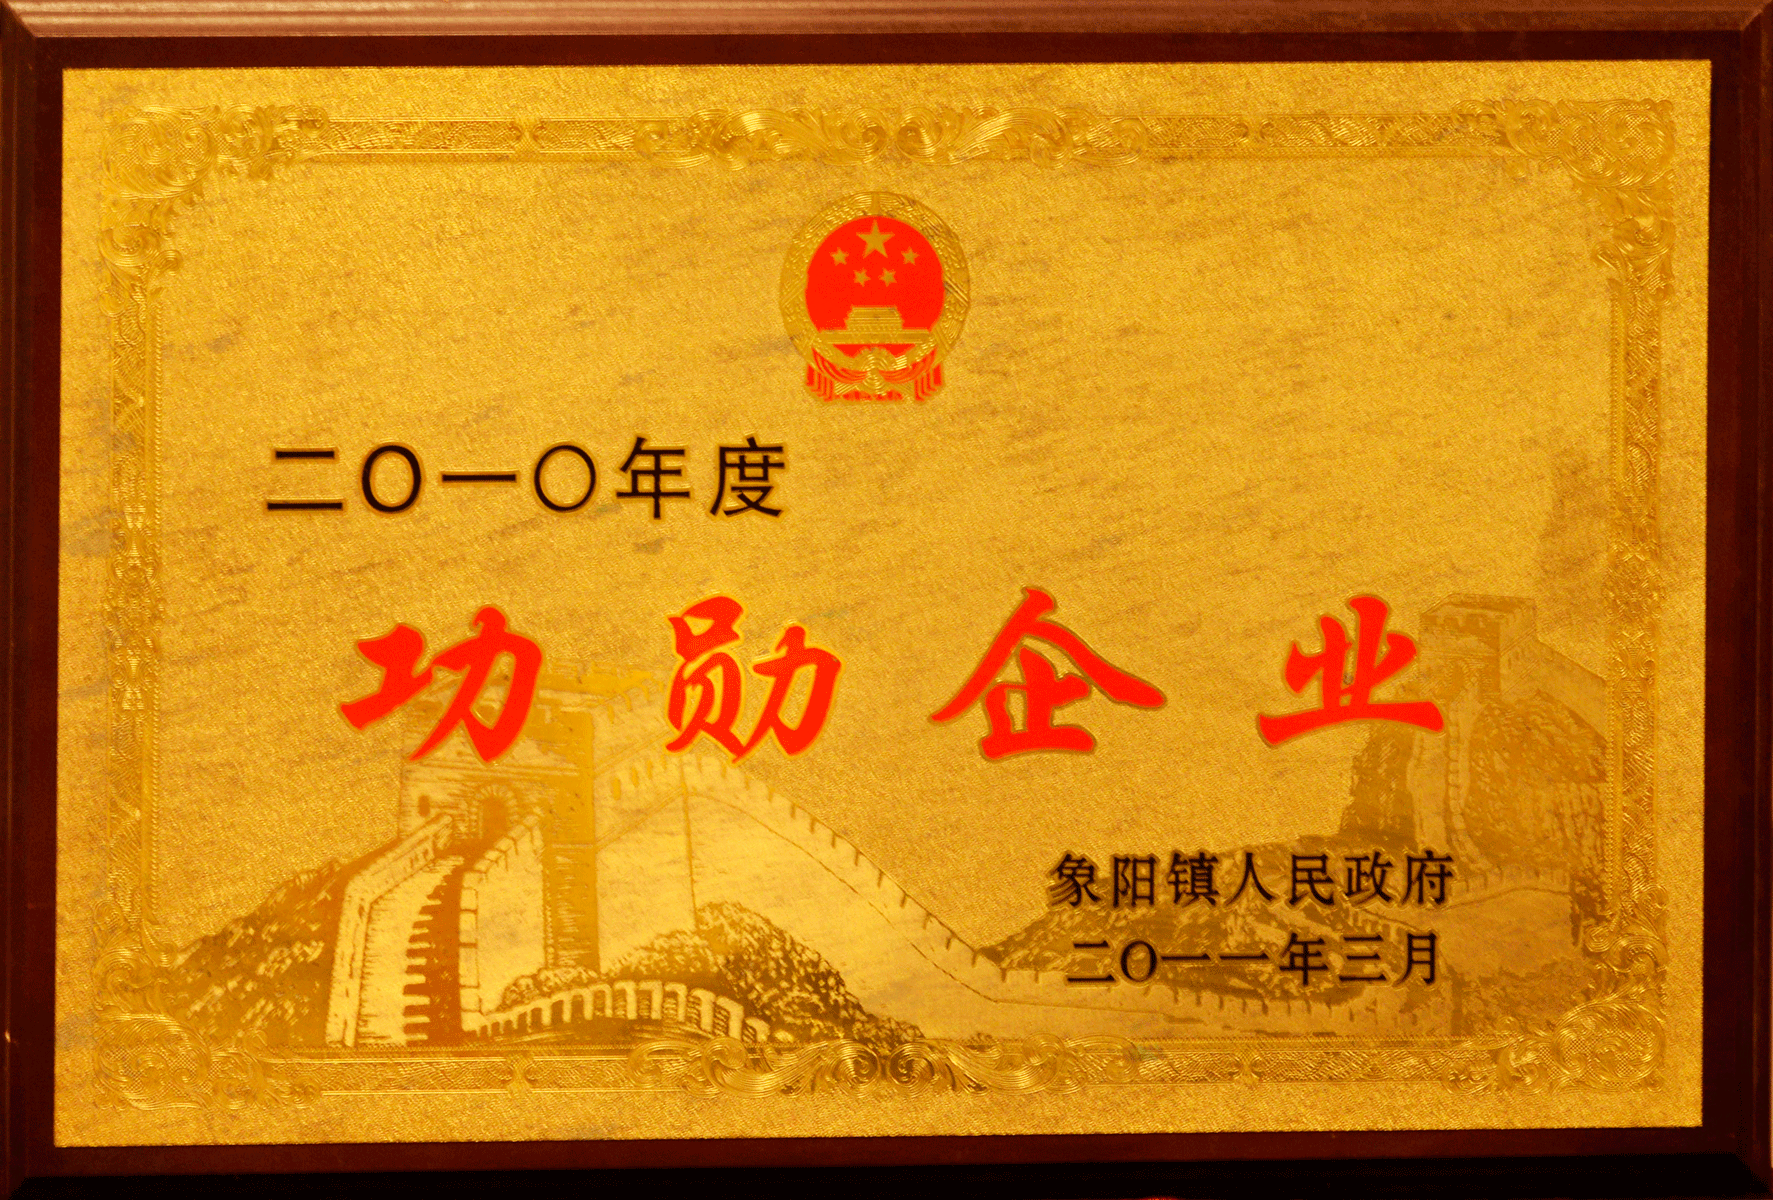 二〇一〇年度
功勋企业
象阳镇人民政府
二〇一一年三月